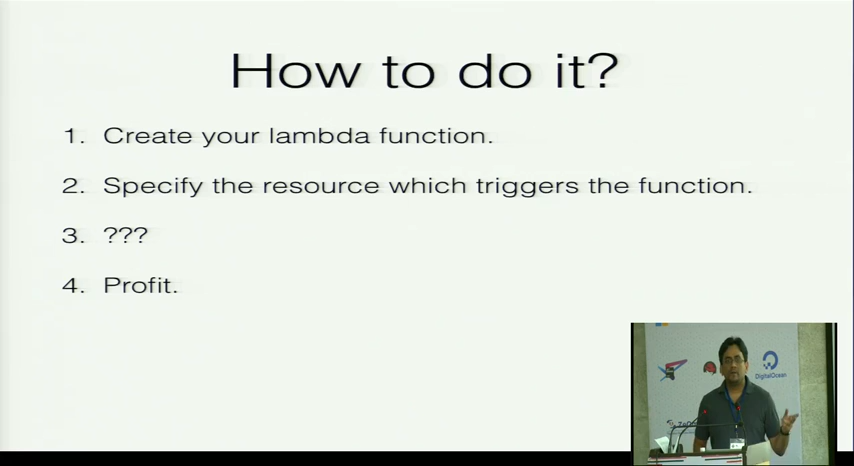 How to do it?
1. Create your lambda function.
2. Specify the resource which triggers the function.
3. ???
4. Profit.
DigitalOcean